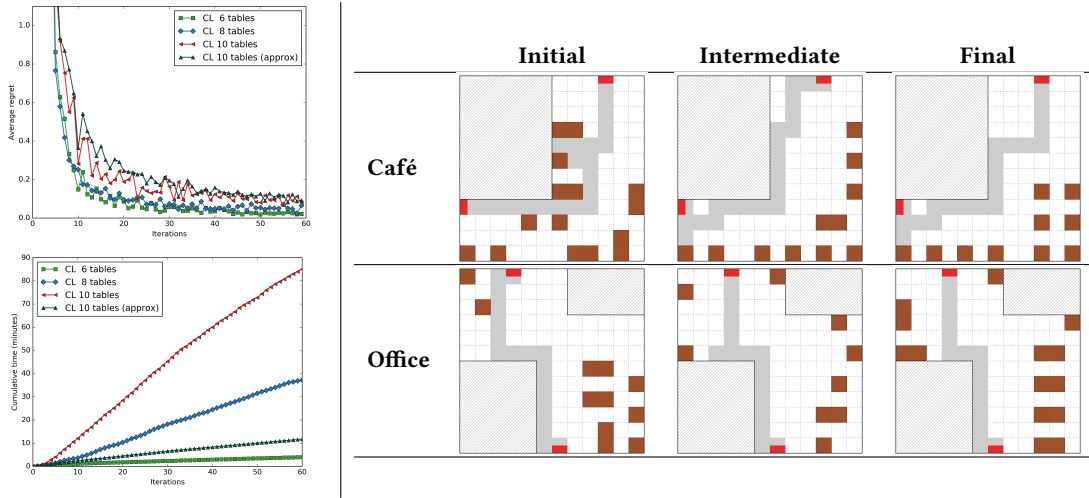 CL 6 tables
CL 8 tables
CL 10 tables
CL 10 tables (approx)
Average regret
1.0
0.8
0.6
0.4
0.2
0.0
0 10 20 30 40 50 60
Iterations
CL 6 tables
CL 8 tables
CL 10 tables
CL 10 tables (approx)
Cumulative time (minutes)
90
80
70
60
50
40
30
20
10
0
0 10 20 30 40 50 60
Iterations
Initial Intermediate Final
Café
Office